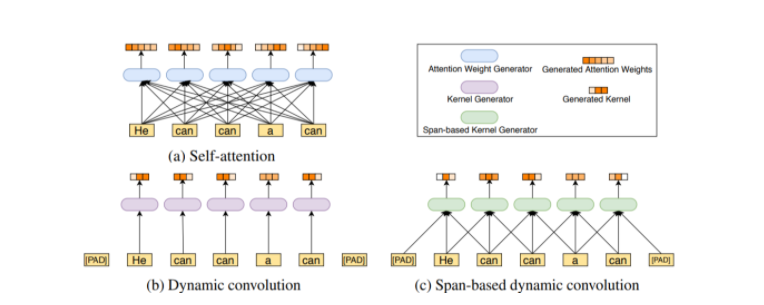 Attention Weight Generator
Generated Attention Weights
Kernel Generator
Generated Kernel
Span-based Kernel Generator
He can can a can
(a) Self-attention
[PAD] He can can a can [PAD]
(b) Dynamic convolution
[PAD] He can can a can [PAD]
(c) Span-based dynamic convolution